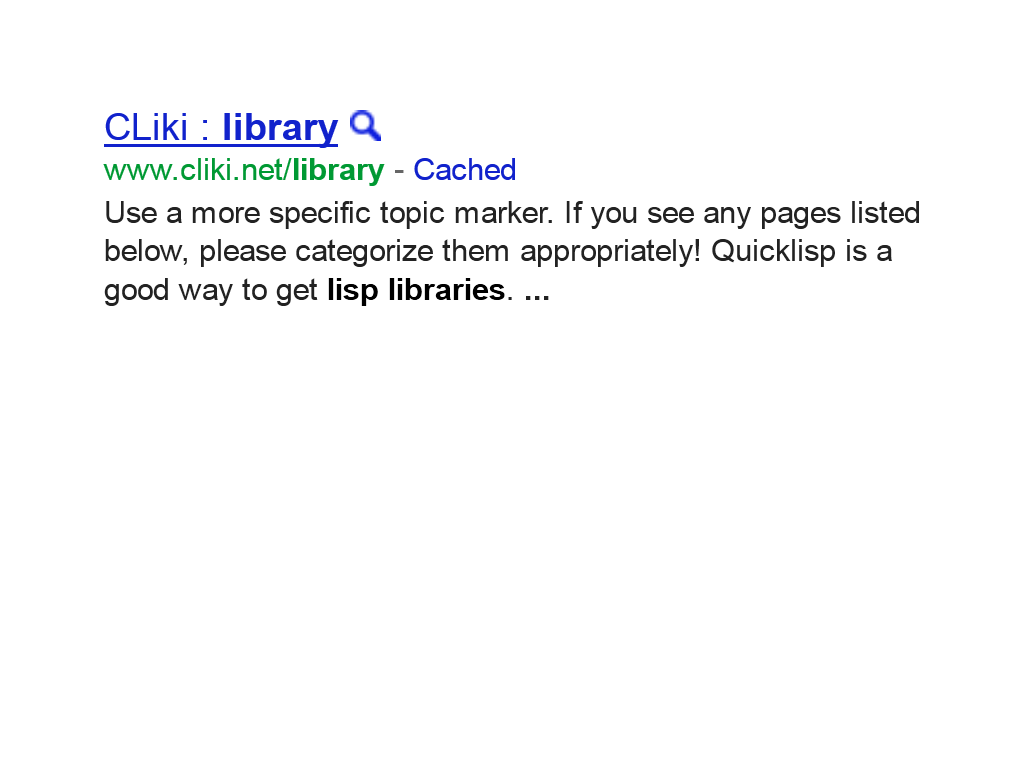 CLiki : library
www.cliki.net/library - Cached
Use a more specific topic marker. If you see any pages listed
below, please categorize them appropriately! Quicklisp is a
good way to get lisp libraries. ...